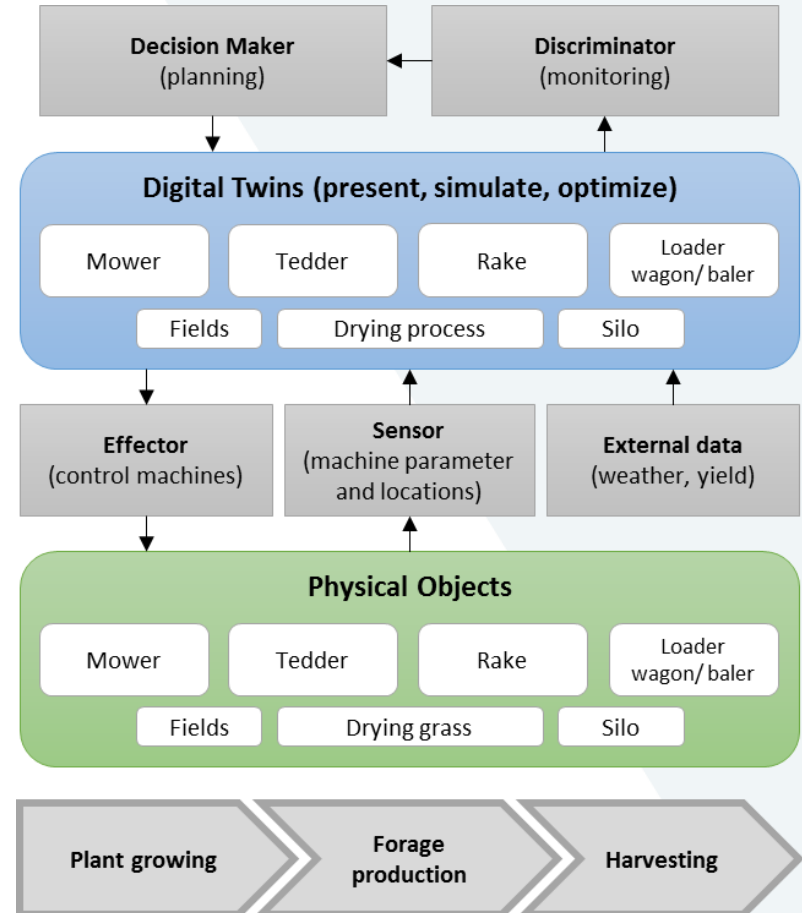 Decision Maker
(planning)
Discriminator
(monitoring)
Digital Twins (present, simulate, optimize)
Mower
Tedder
Rake
Loader
wagon/ baler
Fields
Drying process
Silo
Effector
(control machines)
Sensor
(machine parameter
and locations)
External data
(weather, yield)
Physical Objects
Mower
Tedder
Rake
Loader
wagon/ baler
Fields
Drying grass
Silo
Plant growing
Forage
production
Harvesting